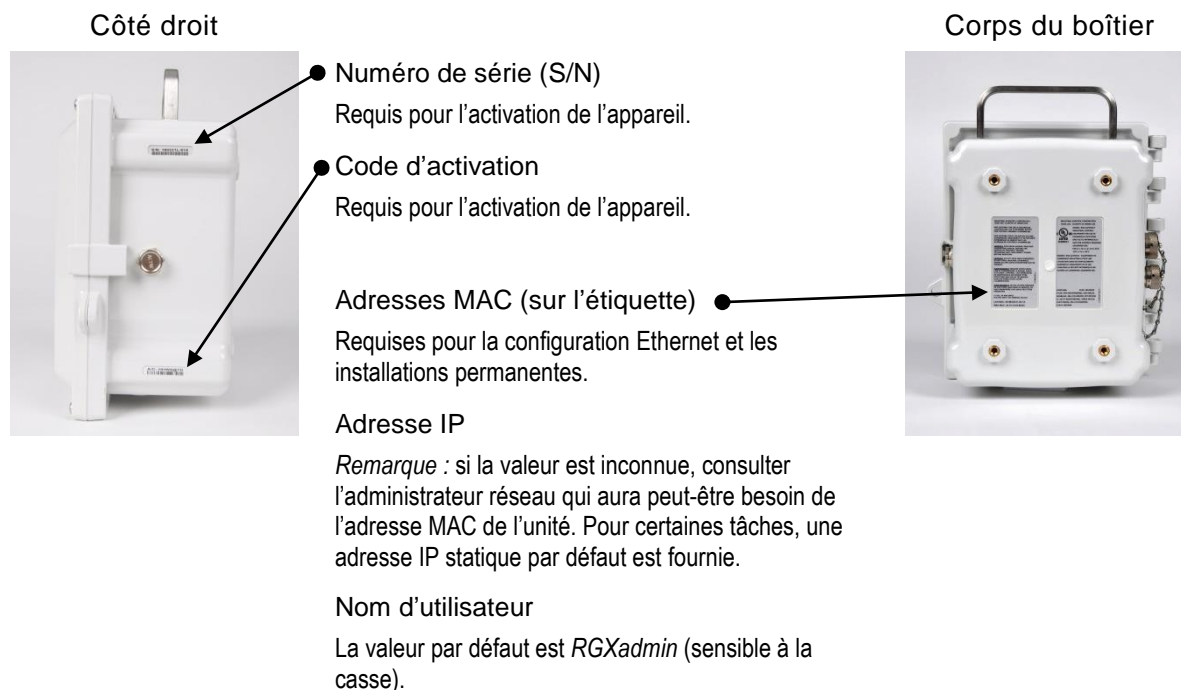 Côté droit
Corps du boîtier
Numéro de série (S/N)
Requis pour l’activation de l’appareil.
Code d’activation
Requis pour l’activation de l’appareil.
Adresses MAC (sur l’étiquette)
Requises pour la configuration Ethernet et les
installations permanentes.
Adresse IP
Remarque : si la valeur est inconnue, consulter
l’administrateur réseau qui aura peut-être besoin de
l’adresse MAC de l’unité. Pour certaines tâches, une
adresse IP statique par défaut est fournie.
Nom d’utilisateur
La valeur par défaut est RGXadmin (sensible à la
casse).